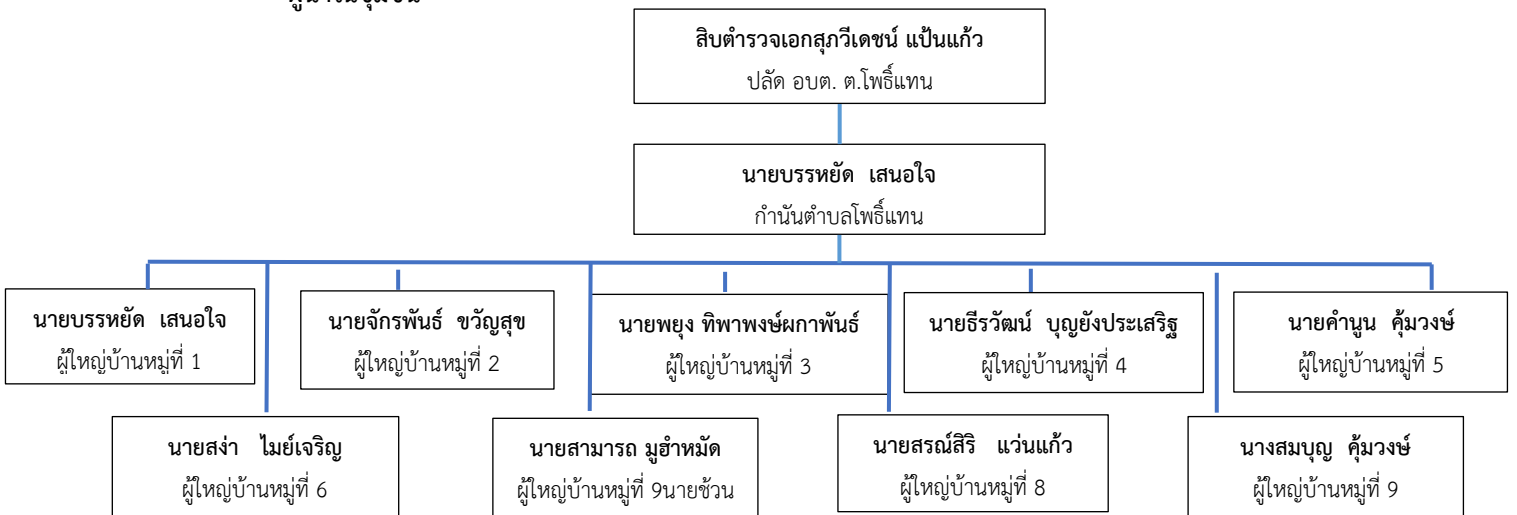 ผู้นำในชุมชน
สิบตำรวจเอกสุภวีเดชน์ แป้นแก้ว
ปลัด อบต. ต.โพธิ์แทน
นายบรรหยัด เสนอใจ
กำนันตำบลโพธิ์แทน
นายบรรหยัด เสนอใจ
ผู้ใหญ่บ้านหมู่ที่ 1
นายจักรพันธ์ ขวัญสุข
ผู้ใหญ่บ้านหมู่ที่ 2
นายพยุง ทิพาพงษ์ผกาพันธ์
ผู้ใหญ่บ้านหมู่ที่ 3
นายธีรวัฒน์ บุญยังประเสริฐ
ผู้ใหญ่บ้านหมู่ที่ 4
นายคำนูน คุ้มวงษ์
ผู้ใหญ่บ้านหมู่ที่ 5
นายสง่า ไมย์เจริญ
ผู้ใหญ่บ้านหมู่ที่ 6
นายสามารถ มูฮำหมัด
ผู้ใหญ่บ้านหมู่ที่ 9นายช้วน
นายสรณ์สิริ แว่นแก้ว
ผู้ใหญ่บ้านหมู่ที่ 8
นางสมบุญ คุ้มวงษ์
ผู้ใหญ่บ้านหมู่ที่ 9